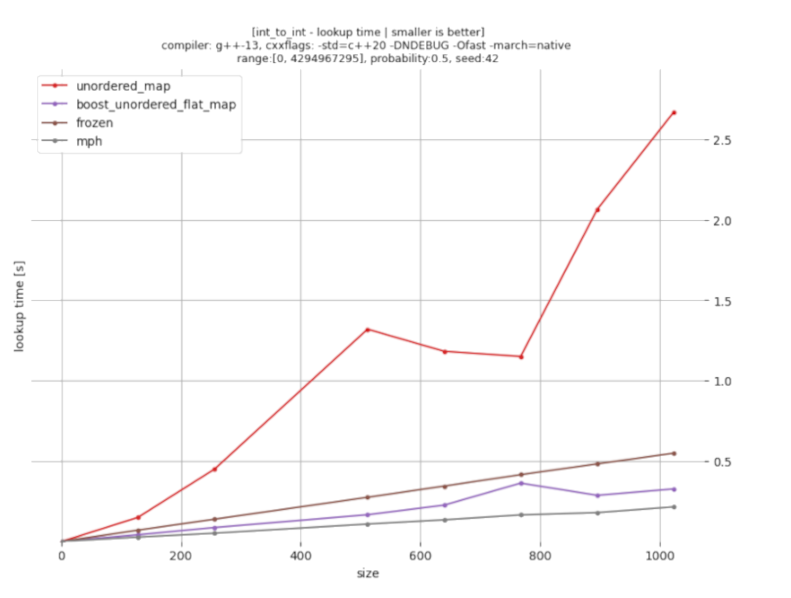 [int_to_int - lookup time | smaller is better]
compiler: g++-13, cxxflags: -std=c++20 -DNDEBUG -Ofast -march=native
range:[0, 4294967295], probability:0.5, seed:42
unordered_map
boost_unordered_flat_map
frozen
mph
2.5
2.0
1.5
1.0
0.5
lookup time [s]
0 200 400 600 800 1000
size